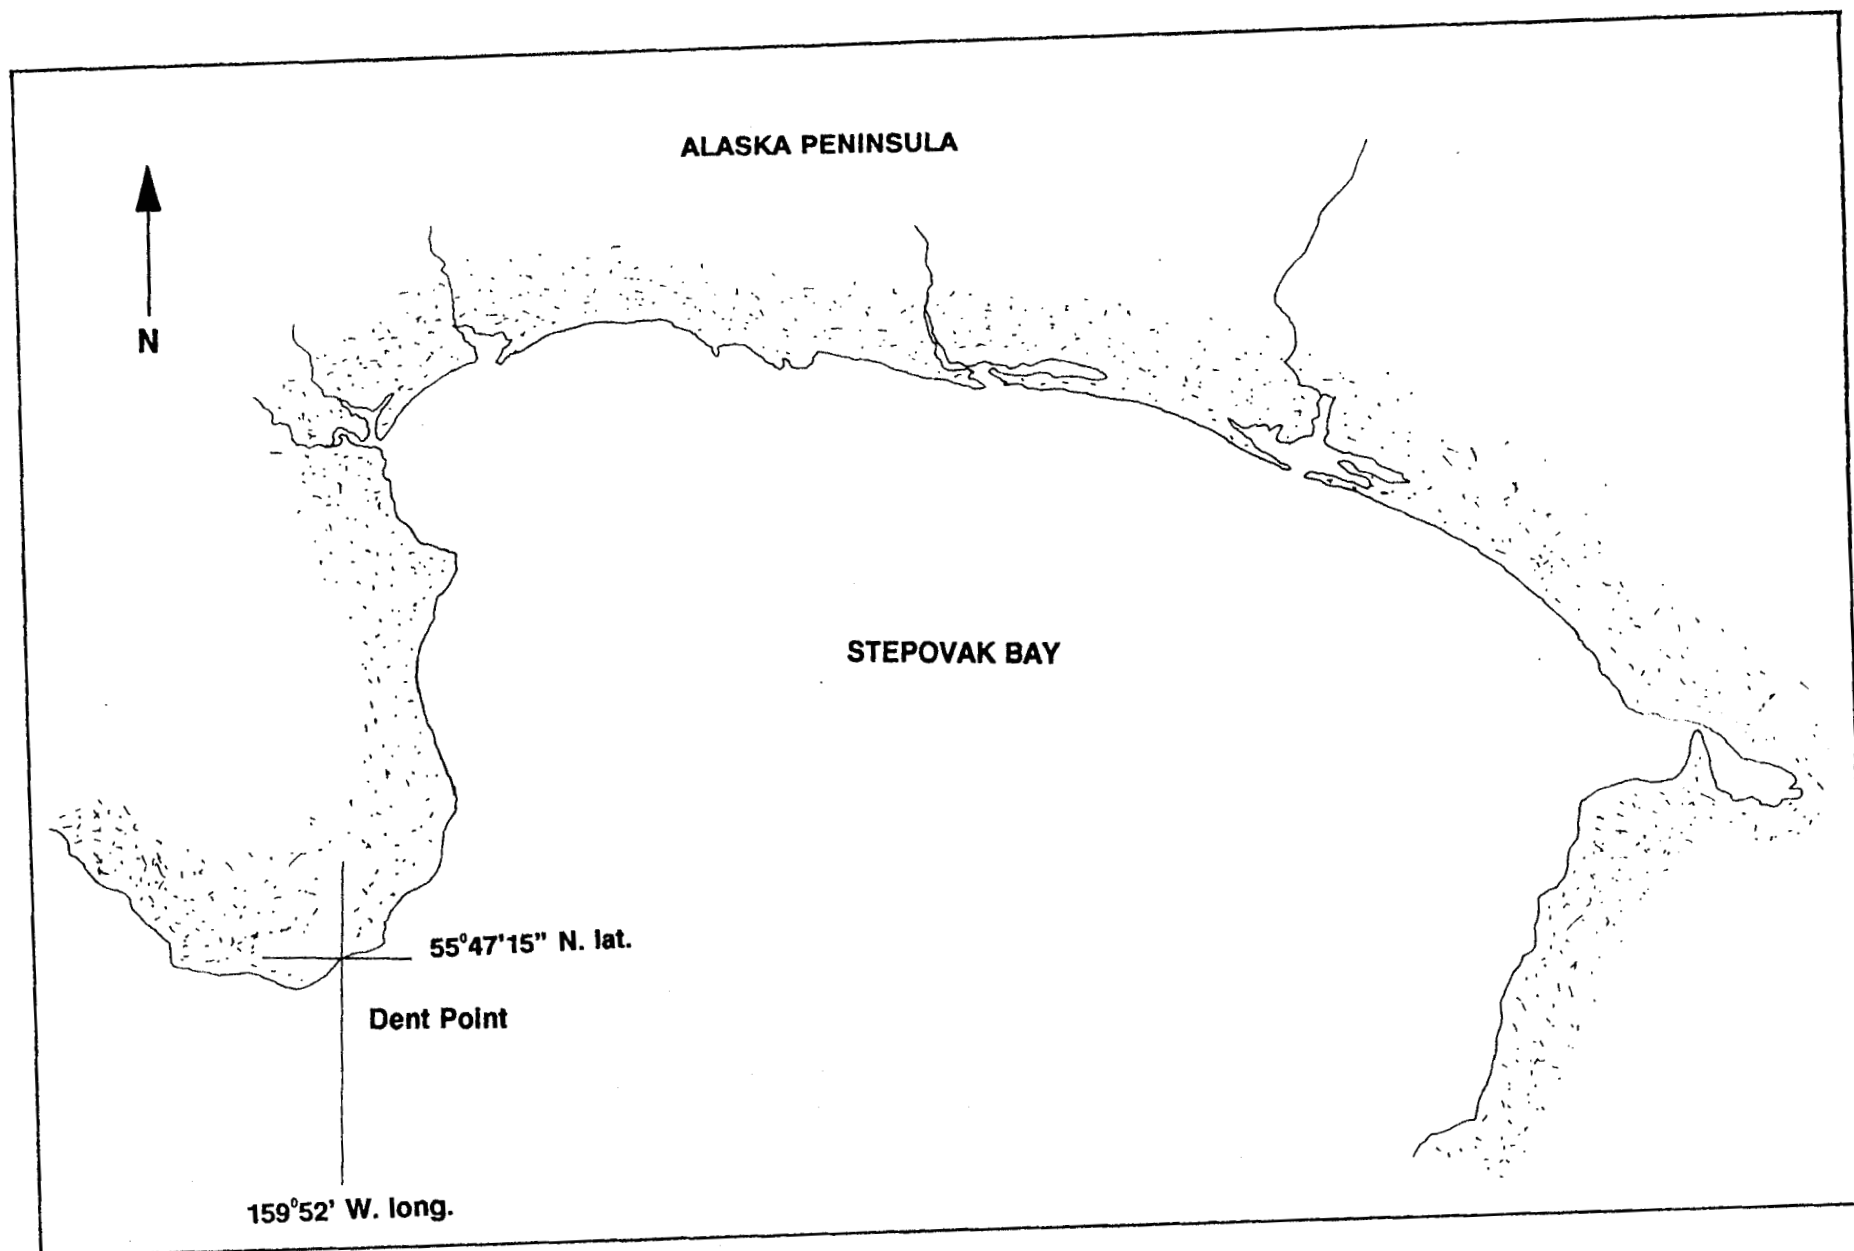 ALASKA PENINSULA
N
STEPOVAK BAY
55°47'15" N. lat.
Dent Point
159°52' W. long.